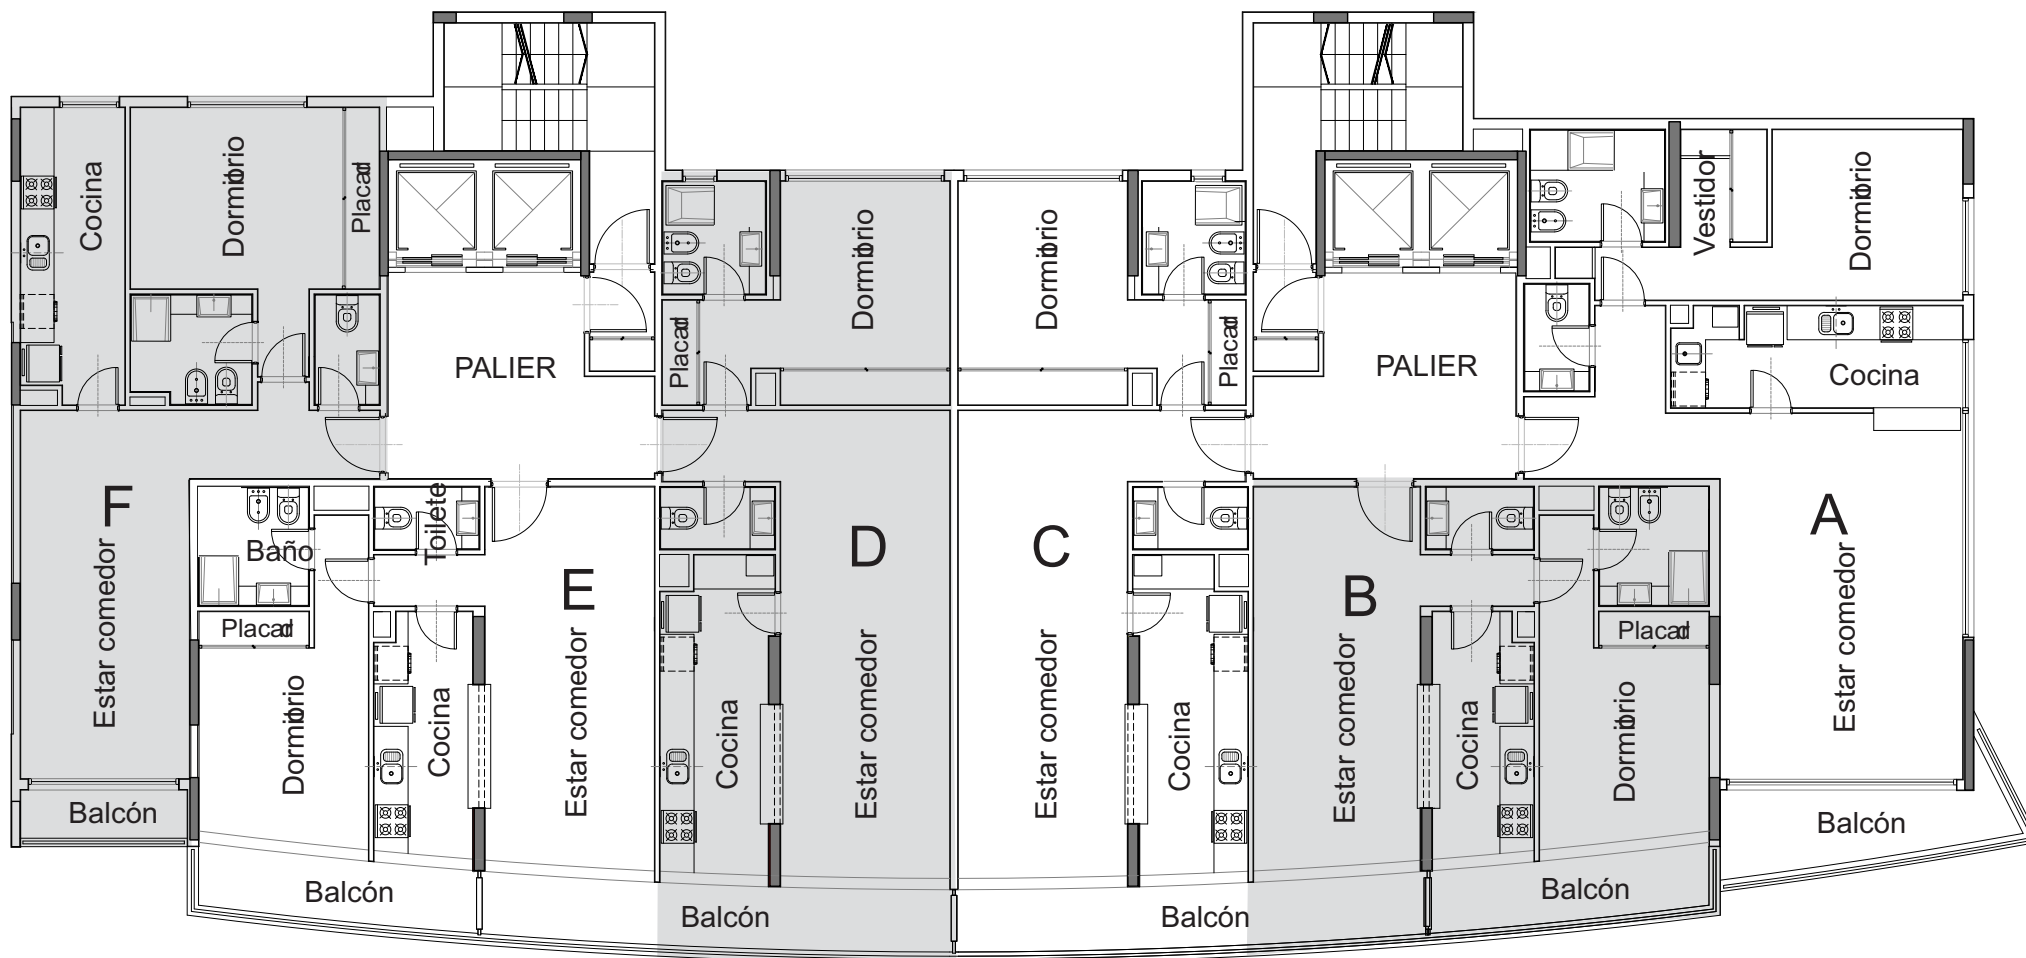 Cocina
Dormitorio
Placard
Dormitorio
Dormitorio
Vestidor
Dormitorio
PALIER
Placard
Placard
PALIER
Cocina
F
Estar comedor
Baño
Toilete
Placard
Dormitorio
Cocina
E
Estar comedor
Cocina
D
Estar comedor
C
Estar comedor
Cocina
B
Estar comedor
Cocina
Placard
Dormitorio
A
Estar comedor
Balcón
Balcón
Balcón
Balcón
Balcón
Balcón